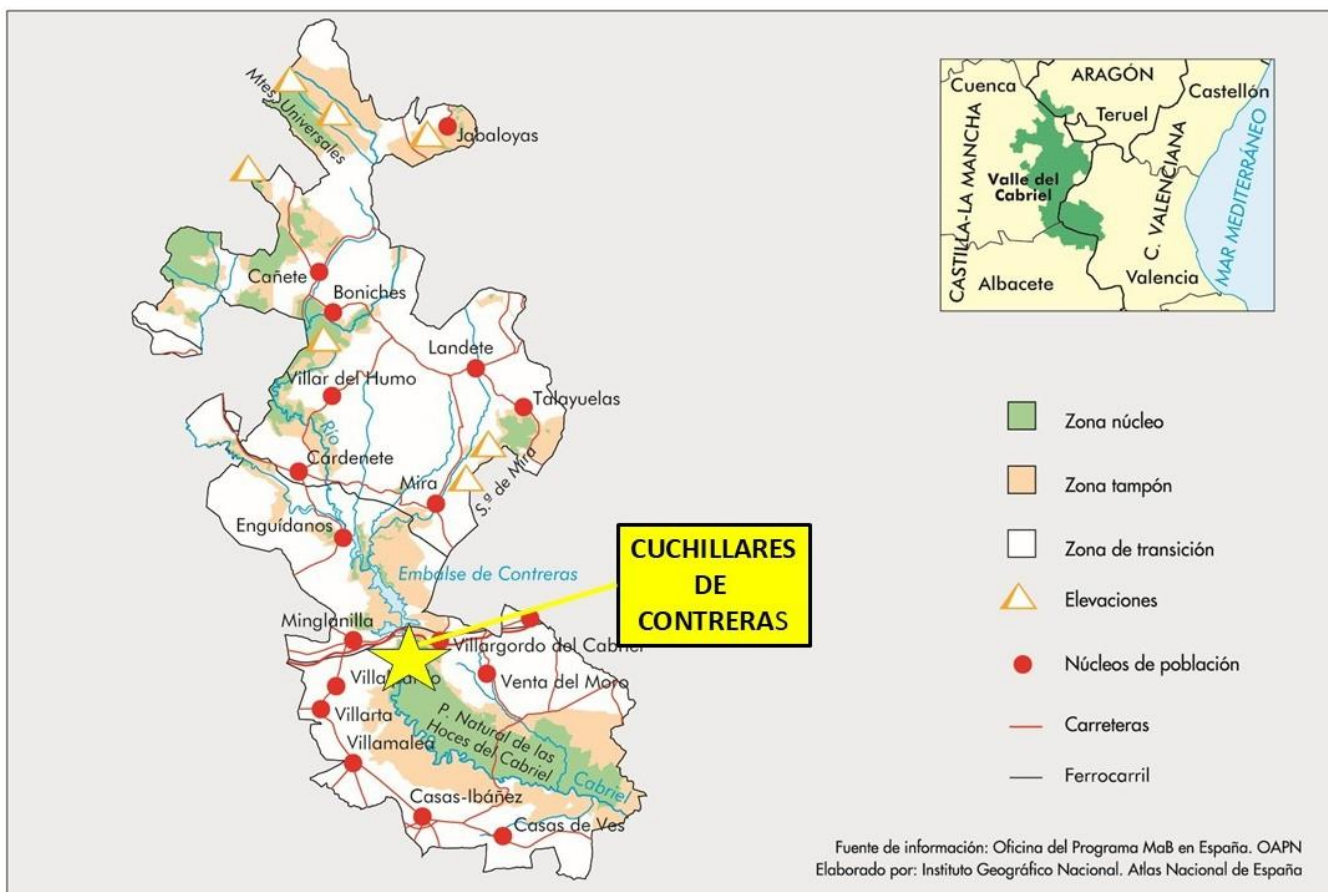 Mtes. Universales
Jabaloyas
Cañete
Boniches
Landete
Villar del Humo
Talayuelas
Río
Cardenete
Mira
S.ª de Mira
Enguídanos
Embalse de Contreras
CUCHILLARES
DE
CONTRERAS
Minglanilla
Villargordo del Cabriel
Venta del Moro
Villarta
P. Natural de las
Hoces del Cabriel
Villamalea
Cabriel
Casas-Ibáñez
Casas de Ves
Cuenca
ARAGÓN
Castellón
Teruel
CASTILLA-LA MANCHA
Valle del
Cabriel
C. VALENCIANA
MAR MEDITERRÁNEO
Albacete
Valencia
Zona núcleo
Zona tampón
Zona de transición
Elevaciones
Núcleos de población
Carreteras
Ferrocarril
Fuente de información: Oficina del Programa MaB en España. OAPN
Elaborado por: Instituto Geográfico Nacional. Atlas Nacional de España